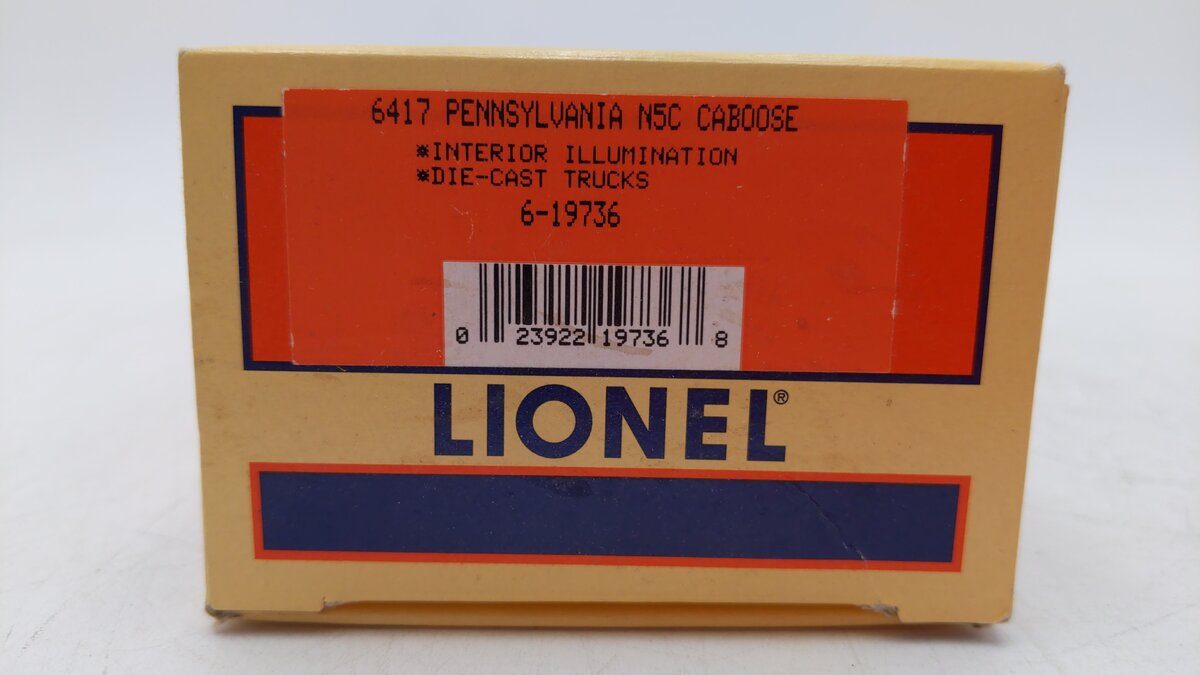 6417 PENNSYLVANIA N5C CABOOSE
*INTERIOR ILLUMINATION
*DIE-CAST TRUCKS
6-19736
0 23922 19736 8
LIONEL®